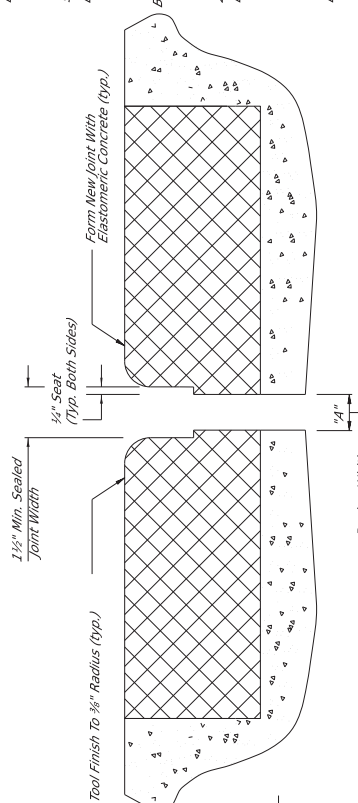 1½" Min. Sealed
Joint Width
¼" Seat
(Typ. Both Sides)
Form New Joint With
Elastomeric Concrete (typ.)
Tool Finish To ⅜" Radius (typ.)
"A"